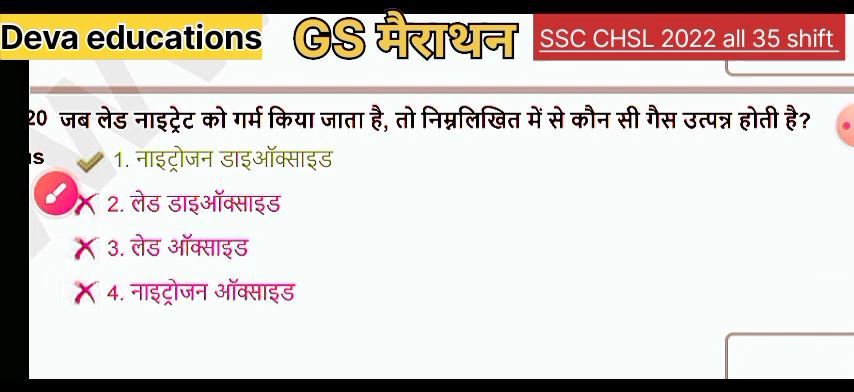 Deva educations GS मैराथन SSC CHSL 2022 all 35 shift
20 जब लेड नाइट्रेट को गर्म किया जाता है, तो निम्नलिखित में से कौन सी गैस उत्पन्न होती है?
ns 1. नाइट्रोजन डाइऑक्साइड
2. लेड डाइऑक्साइड
3. लेड ऑक्साइड
4. नाइट्रोजन ऑक्साइड